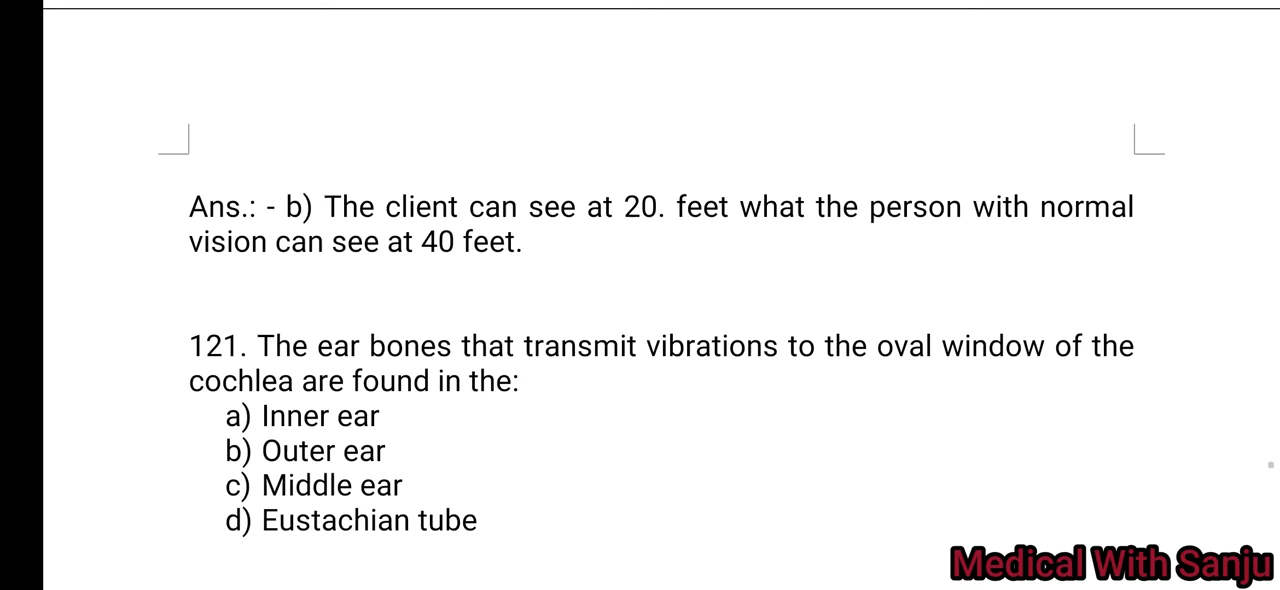 Ans.: - b) The client can see at 20. feet what the person with normal
vision can see at 40 feet.
121. The ear bones that transmit vibrations to the oval window of the
cochlea are found in the:
a) Inner ear
b) Outer ear
c) Middle ear
d) Eustachian tube
Medical With Sanju